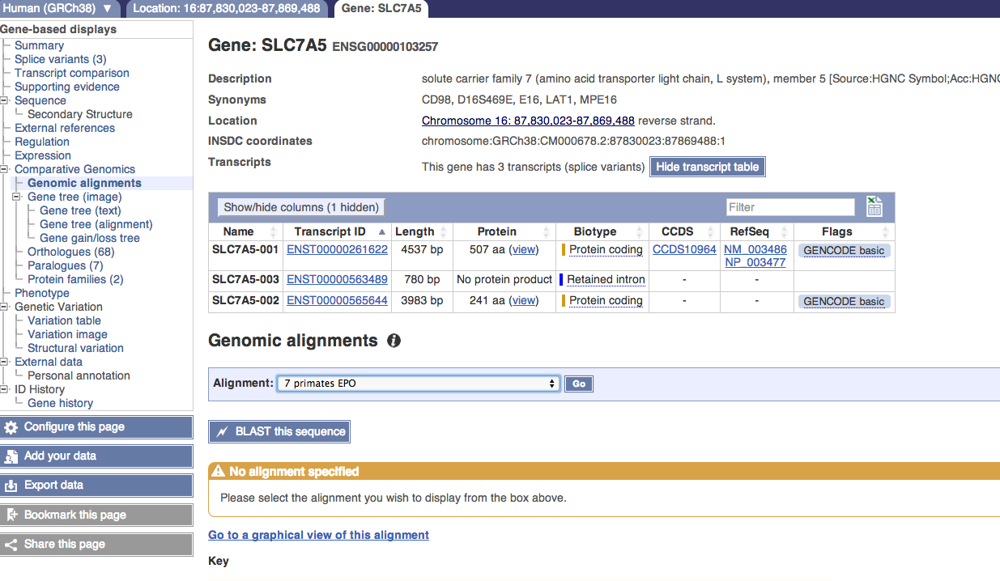 Human (GRCh38) ▼
Location: 16:87,830,023-87,869,488
Gene: SLC7A5
Gene-based displays
Summary
Splice variants (3)
Transcript comparison
Supporting evidence
Sequence
Secondary Structure
External references
Regulation
Expression
Comparative Genomics
Genomic alignments
Gene tree (image)
Gene tree (text)
Gene tree (alignment)
Gene gain/loss tree
Orthologues (68)
Paralogues (7)
Protein families (2)
Phenotype
Genetic Variation
Variation table
Variation image
Structural variation
External data
Personal annotation
ID History
Gene history
Configure this page
Add your data
Export data
Bookmark this page
Share this page
Gene: SLC7A5 ENSG00000103257
Description solute carrier family 7 (amino acid transporter light chain, L system), member 5 [Source:HGNC Symbol;Acc:HGNC
Synonyms CD98, D16S469E, E16, LAT1, MPE16
Location Chromosome 16: 87,830,023-87,869,488 reverse strand.
INSDC coordinates chromosome:GRCh38:CM000678.2:87830023:87869488:1
Transcripts This gene has 3 transcripts (splice variants) Hide transcript table
Show/hide columns (1 hidden) Filter
Name Transcript ID Length Protein Biotype CCDS RefSeq Flags
SLC7A5-001 ENST00000261622 4537 bp 507 aa (view) Protein coding CCDS10964 NM_003486 GENCODE basic
NP_003477
SLC7A5-003 ENST00000563489 780 bp No protein product Retained intron - -
SLC7A5-002 ENST00000565644 3983 bp 241 aa (view) Protein coding - - GENCODE basic
Genomic alignments
Alignment: 7 primates EPO Go
BLAST this sequence
No alignment specified
Please select the alignment you wish to display from the box above.
Go to a graphical view of this alignment
Key